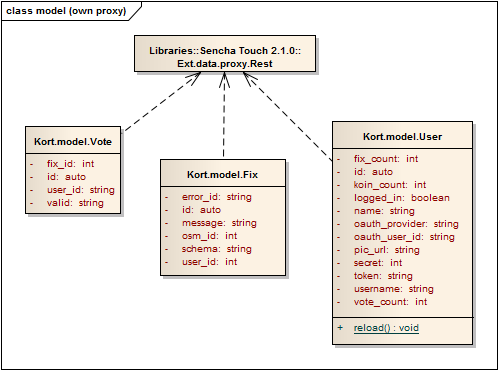 class model (own proxy)
Libraries::Sencha Touch 2.1.0::
Ext.data.proxy.Rest
Kort.model.Vote
- fix_id: int
- id: auto
- user_id: string
- valid: string
Kort.model.Fix
- error_id: string
- id: auto
- message: string
- osm_id: int
- schema: string
- user_id: int
Kort.model.User
- fix_count: int
- id: auto
- koin_count: int
- logged_in: boolean
- name: string
- oauth_provider: string
- oauth_user_id: string
- pic_url: string
- secret: int
- token: string
- username: string
- vote_count: int
+ reload() : void